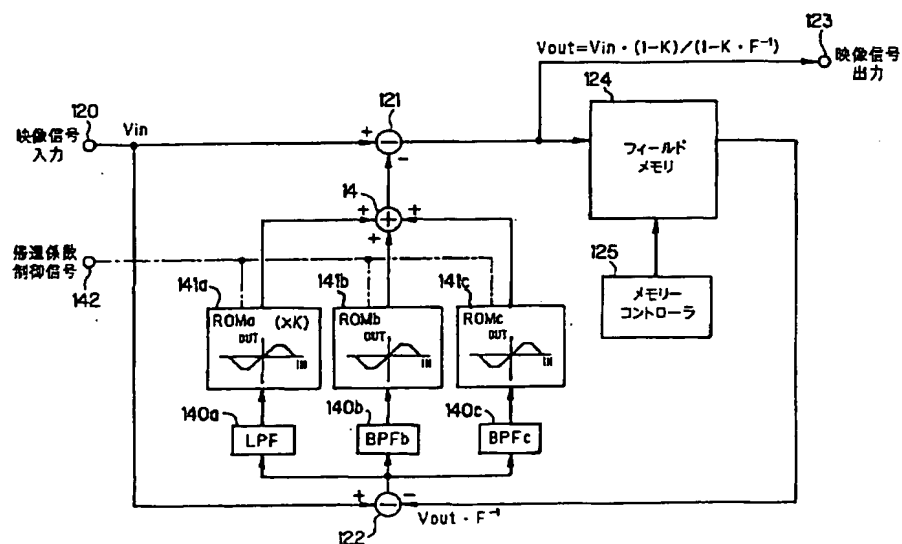 123
Vout=Vin・(1-K)/(1-K・F⁻¹)
映像信号
出力
124
120
映像信号
入力
Vin
121
+
−
−
フィールド
メモリ
14
+
+
+
+
帰還係数
制御信号
142
125
メモリー
コントローラ
141a
ROMa (×K)
OUT
IN
141b
ROMb
OUT
IN
141c
ROMc
OUT
IN
140a
LPF
140b
BPFb
140c
BPFc
+
−
−
122
Vout・F⁻¹